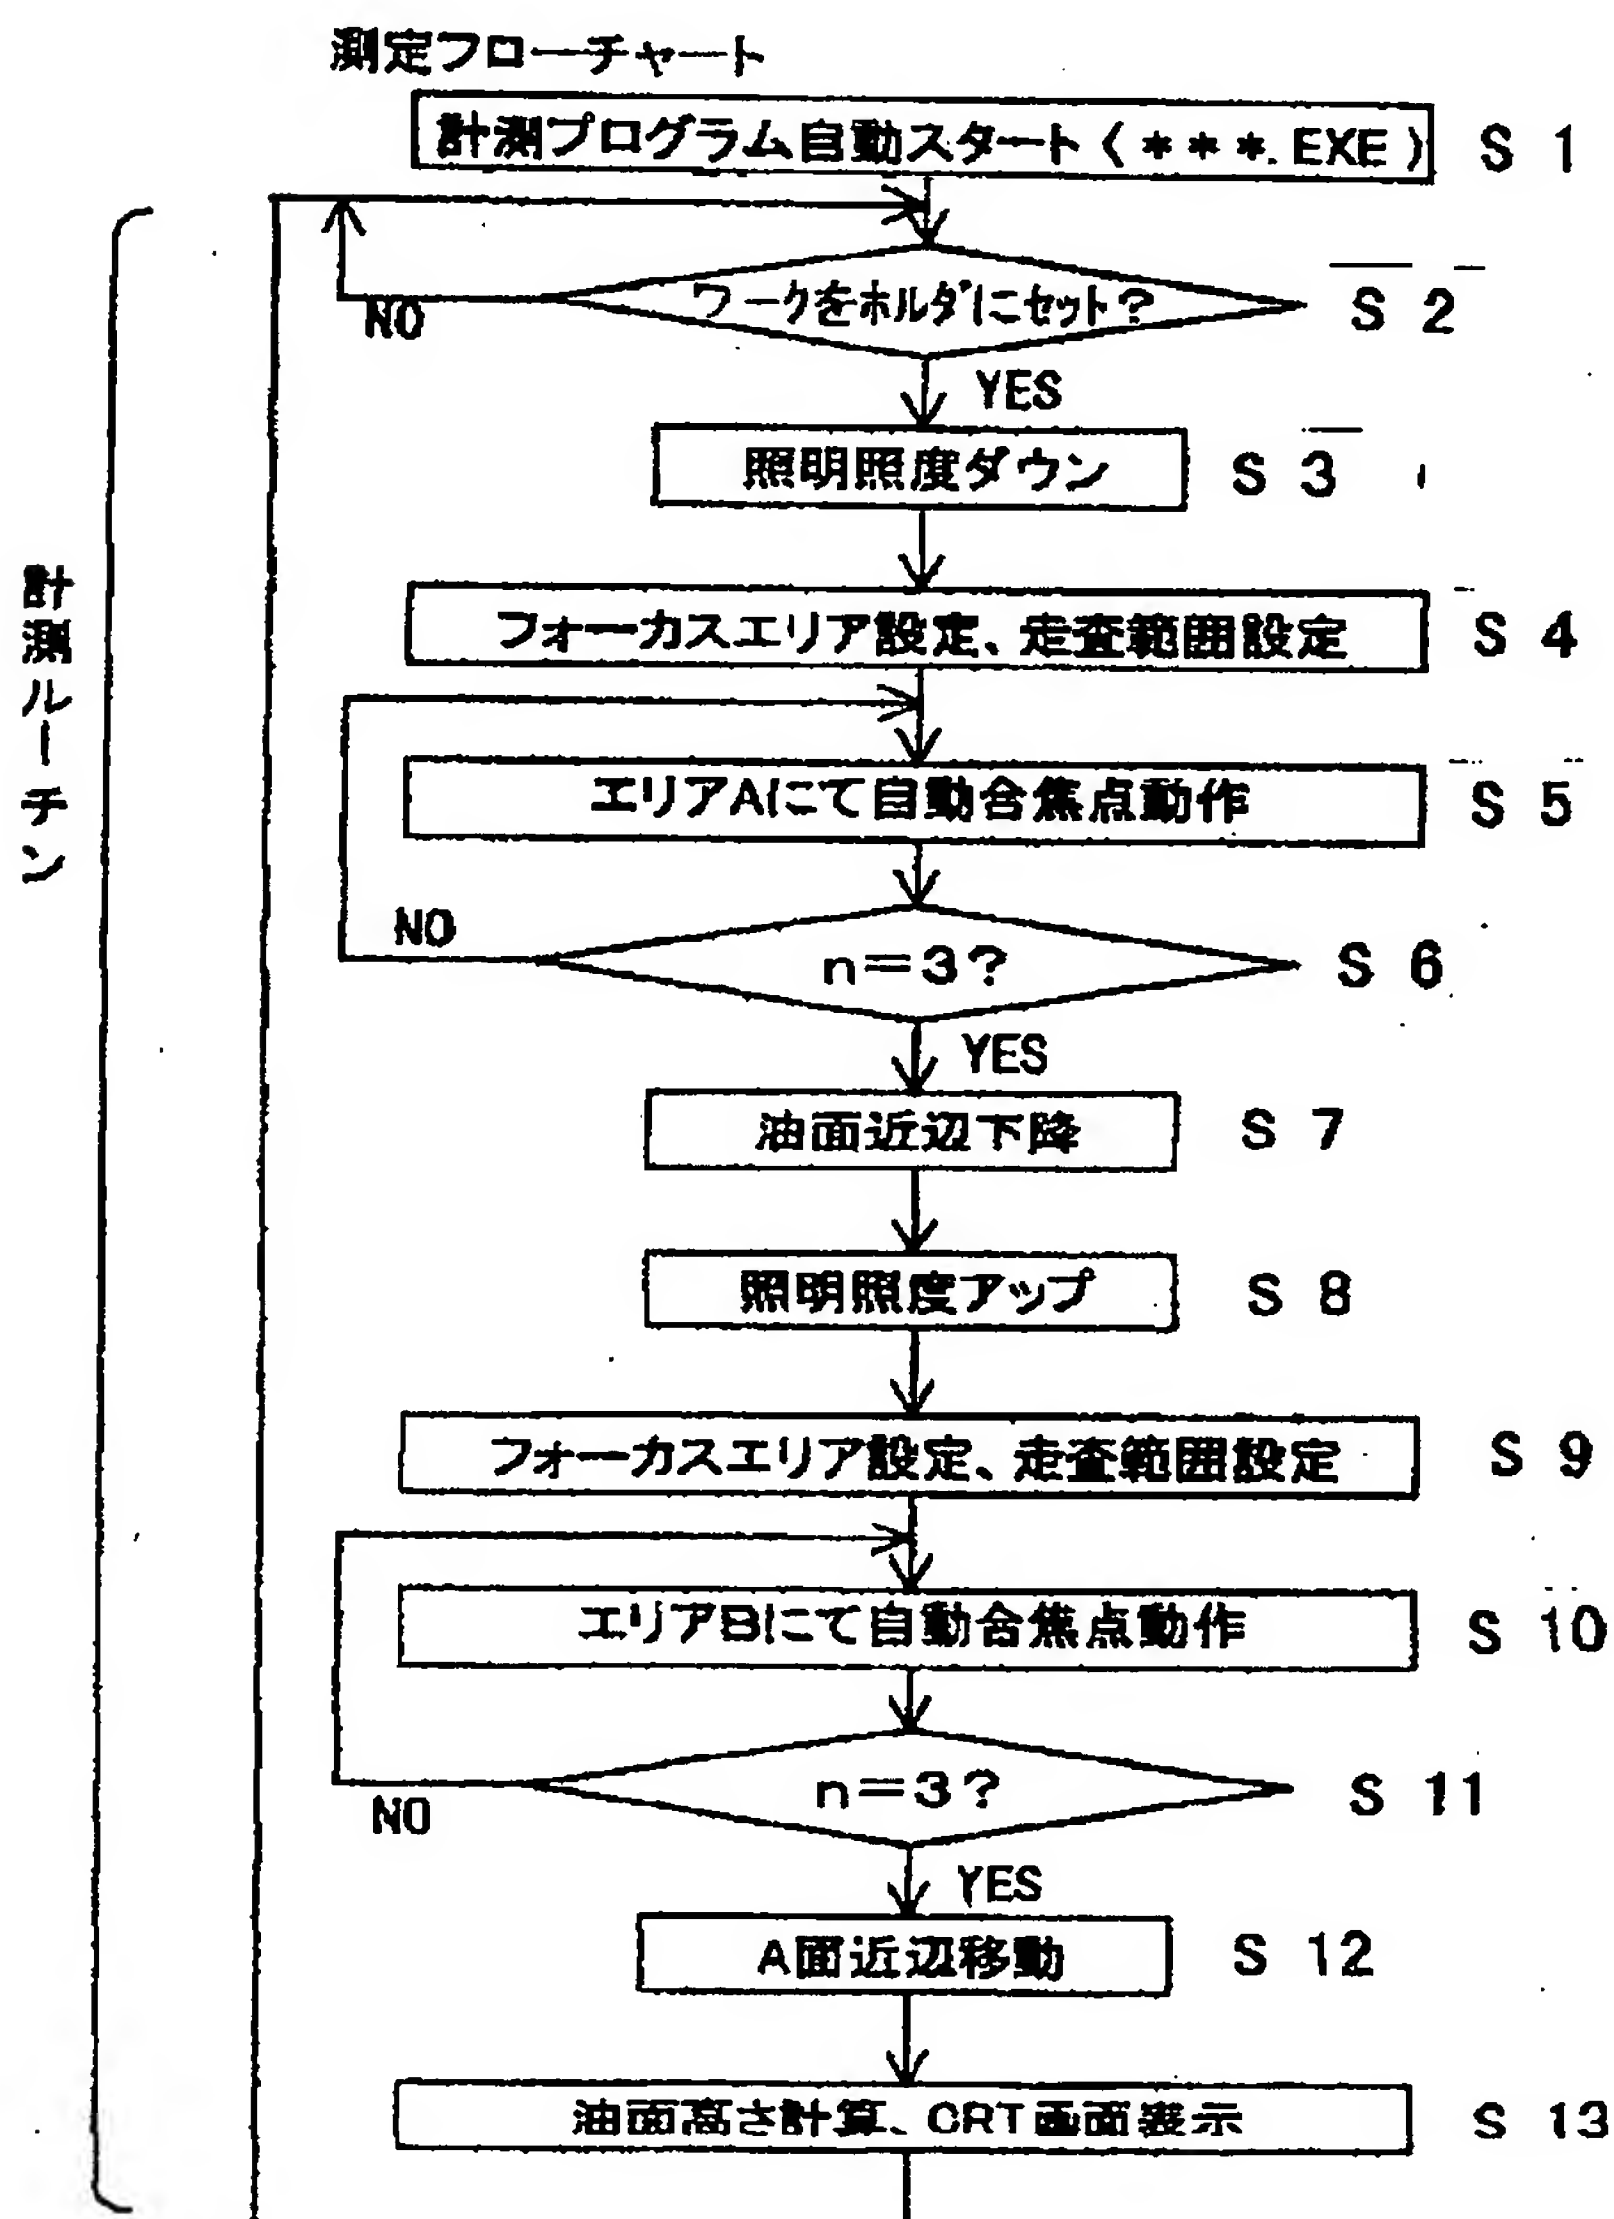 測定フローチャート
計測プログラム自動スタート(***.EXE) S 1
ワークをホルダにセット? S 2
NO
YES
照明照度ダウン S 3
フォーカスエリア設定、走査範囲設定 S 4
エリアAにて自動合焦点動作 S 5
NO
n=3? S 6
YES
油面近辺下降 S 7
照明照度アップ S 8
フォーカスエリア設定、走査範囲設定 S 9
エリアBにて自動合焦点動作 S 10
n=3? S 11
NO
YES
A面近辺移動 S 12
油面高さ計算、CRT画面表示 S 13
計測ルーチン